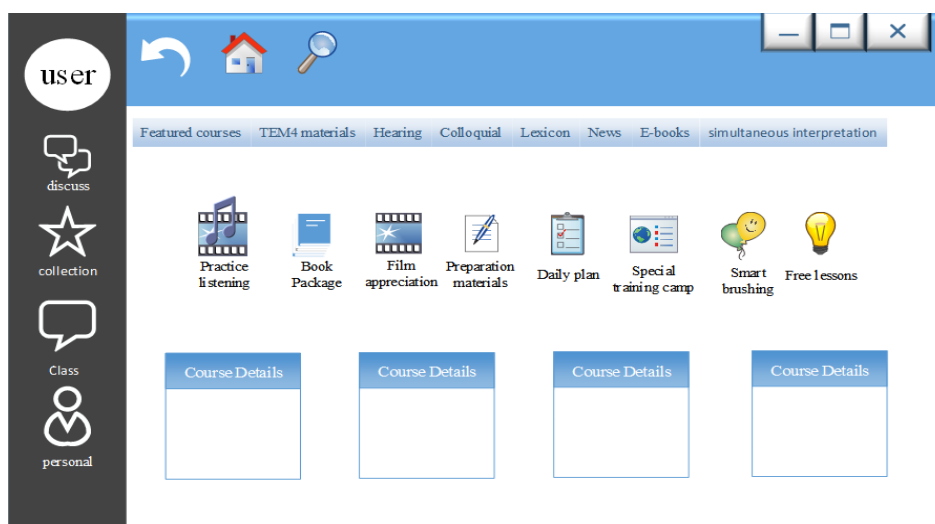 user
discuss
collection
Class
personal
Featured courses TEM4 materials Hearing Colloquial Lexicon News E-books simultaneous interpretation
Practice
listening
Book
Package
Film
appreciation
Preparation
materials
Daily plan
Special
training camp
Smart
brushing
Free lessons
Course Details
Course Details
Course Details
Course Details